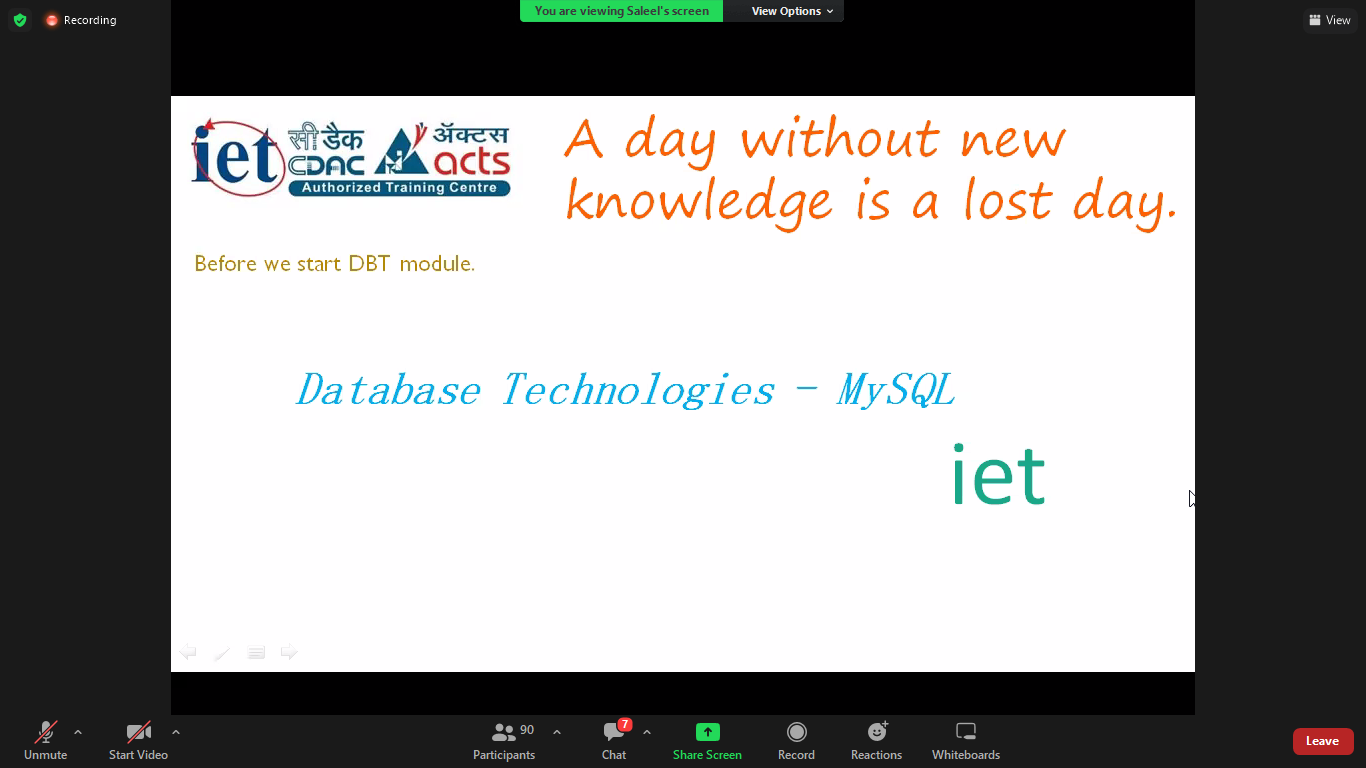 Recording
You are viewing Saleel's screen
View Options
View
iet
सी डैक
CDAC
ॲक्टस
acts
Authorized Training Centre
A day without new
knowledge is a lost day.
Before we start DBT module.
Database Technologies - MySQL
iet
Unmute
Start Video
90
Participants
7
Chat
Share Screen
Record
Reactions
Whiteboards
Leave